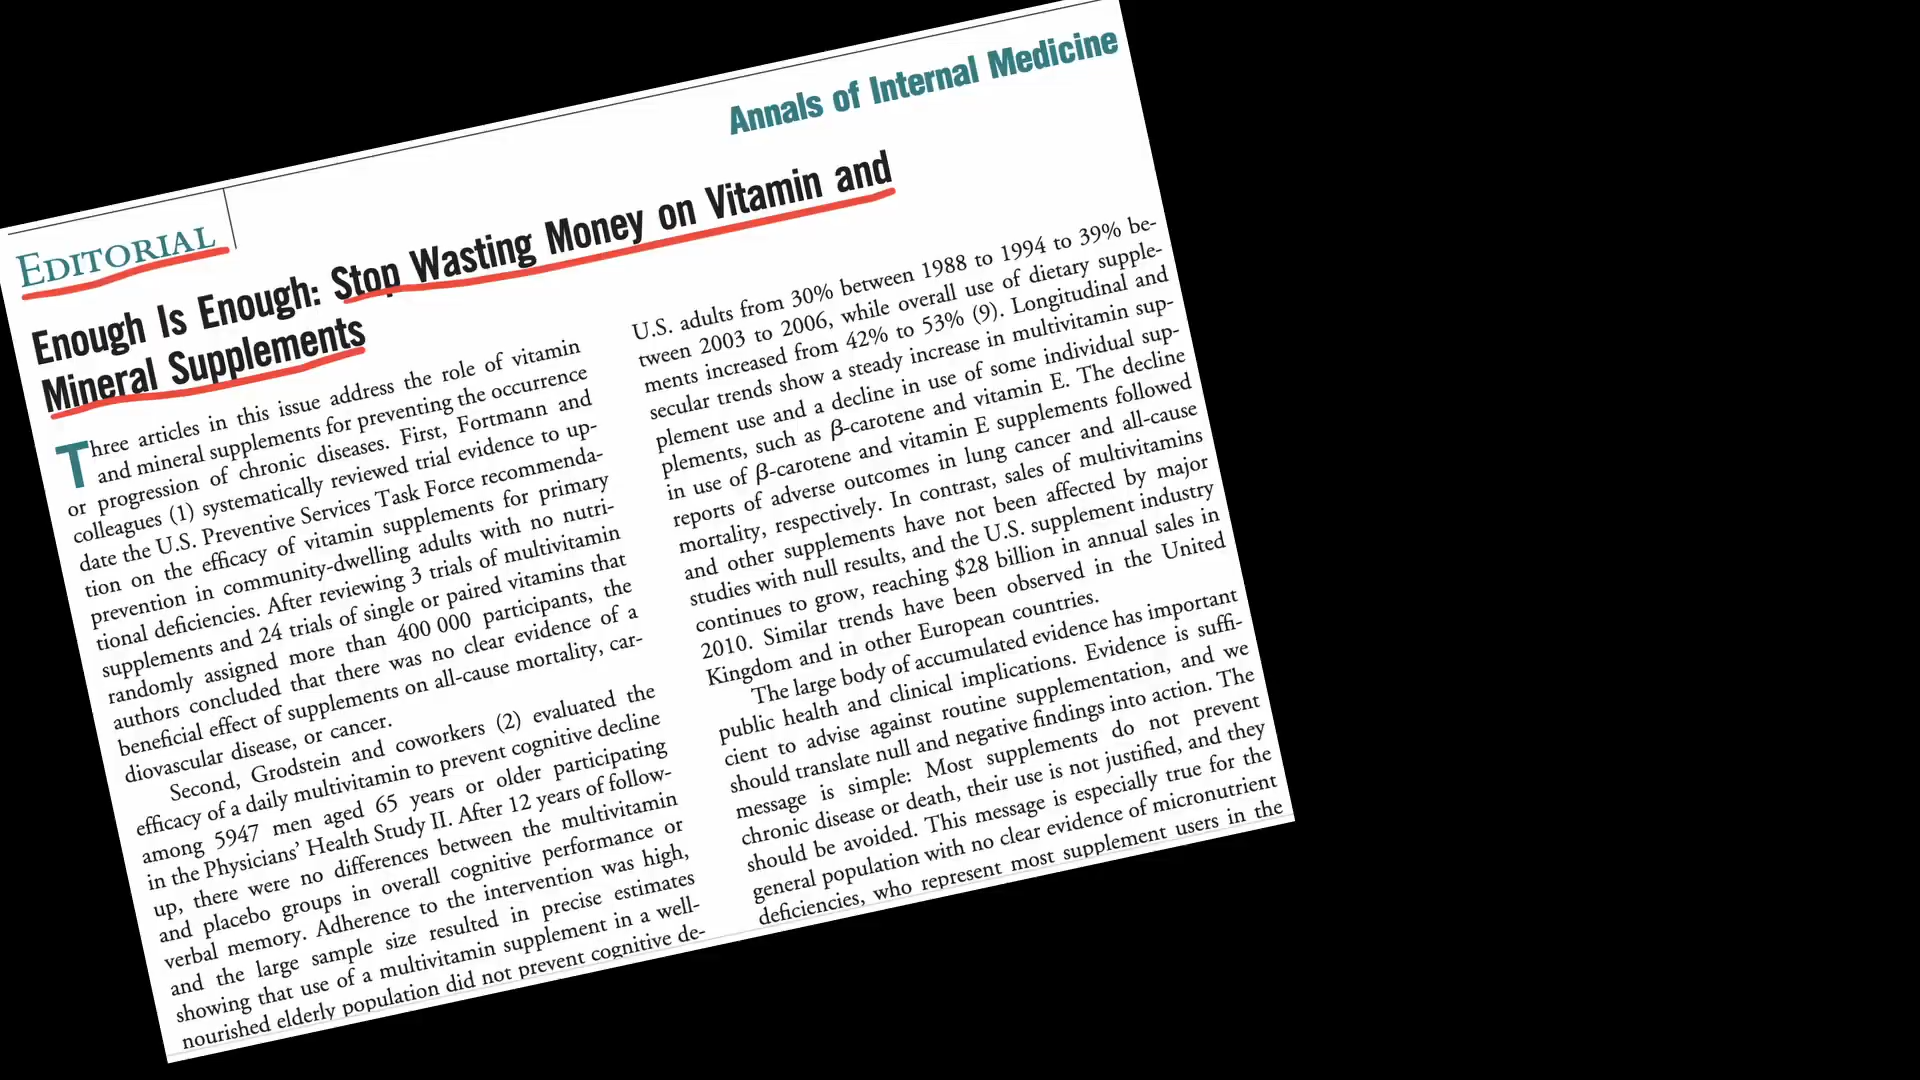 Annals of Internal Medicine
EDITORIAL
Enough Is Enough: Stop Wasting Money on Vitamin and
Mineral Supplements
Three articles in this issue address the role of vitamin
and mineral supplements for preventing the occurrence
or progression of chronic diseases. First, Fortmann and
colleagues (1) systematically reviewed trial evidence to up-
date the U.S. Preventive Services Task Force recommenda-
tion on the efficacy of vitamin supplements for primary
prevention in community-dwelling adults with no nutri-
tional deficiencies. After reviewing 3 trials of multivitamin
supplements and 24 trials of single or paired vitamins that
randomly assigned more than 400 000 participants, the
authors concluded that there was no clear evidence of a
beneficial effect of supplements on all-cause mortality, car-
diovascular disease, or cancer.
Second, Grodstein and coworkers (2) evaluated the
efficacy of a daily multivitamin to prevent cognitive decline
among 5947 men aged 65 years or older participating
in the Physicians’ Health Study II. After 12 years of follow-
up, there were no differences between the multivitamin
and placebo groups in overall cognitive performance or
verbal memory. Adherence to the intervention was high,
and the large sample size resulted in precise estimates
showing that use of a multivitamin supplement in a well-
nourished elderly population did not prevent cognitive de-
U.S. adults from 30% between 1988 to 1994 to 39% be-
tween 2003 to 2006, while overall use of dietary supple-
ments increased from 42% to 53% (9). Longitudinal and
secular trends show a steady increase in multivitamin sup-
plement use and a decline in use of some individual sup-
plements, such as β-carotene and vitamin E. The decline
in use of β-carotene and vitamin E supplements followed
reports of adverse outcomes in lung cancer and all-cause
mortality, respectively. In contrast, sales of multivitamins
and other supplements have not been affected by major
studies with null results, and the U.S. supplement industry
continues to grow, reaching $28 billion in annual sales in
2010. Similar trends have been observed in the United
Kingdom and in other European countries.
The large body of accumulated evidence has important
public health and clinical implications. Evidence is suffi-
cient to advise against routine supplementation, and we
should translate null and negative findings into action. The
message is simple: Most supplements do not prevent
chronic disease or death, their use is not justified, and they
should be avoided. This message is especially true for the
general population with no clear evidence of micronutrient
deficiencies, who represent most supplement users in the